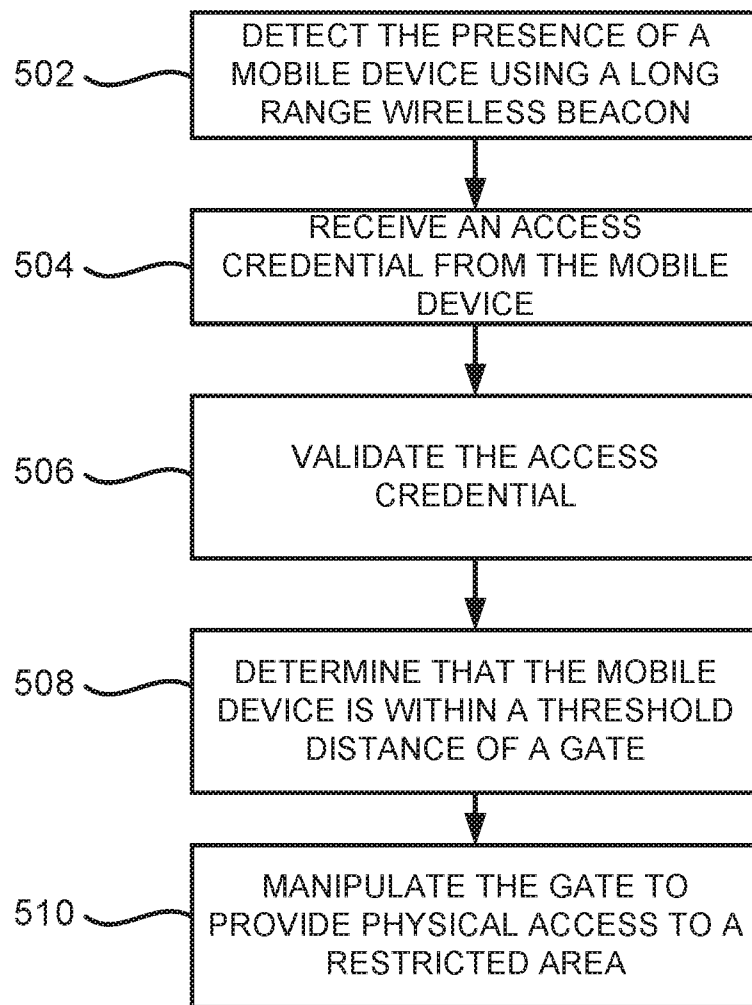 502
DETECT THE PRESENCE OF A
MOBILE DEVICE USING A LONG
RANGE WIRELESS BEACON
504
RECEIVE AN ACCESS
CREDENTIAL FROM THE MOBILE
DEVICE
506
VALIDATE THE ACCESS
CREDENTIAL
508
DETERMINE THAT THE MOBILE
DEVICE IS WITHIN A THRESHOLD
DISTANCE OF A GATE
510
MANIPULATE THE GATE TO
PROVIDE PHYSICAL ACCESS TO A
RESTRICTED AREA